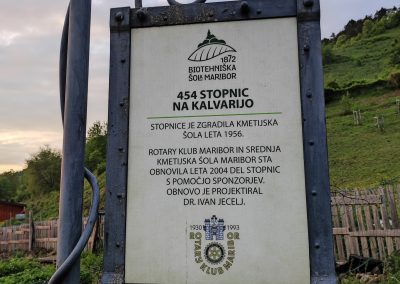 1872
BIOTEHNIŠKA
ŠOLA MARIBOR
454 STOPNIC
NA KALVARIJO
STOPNICE JE ZGRADILA KMETIJSKA
ŠOLA LETA 1956.
ROTARY KLUB MARIBOR IN SREDNJA
KMETIJSKA ŠOLA MARIBOR STA
OBNOVILA LETA 2004 DEL STOPNIC
S POMOČJO SPONZORJEV.
OBNOVO JE PROJEKTIRAL
DR. IVAN JECELJ.
1930 1993
ROTARY KLUB MARIBOR